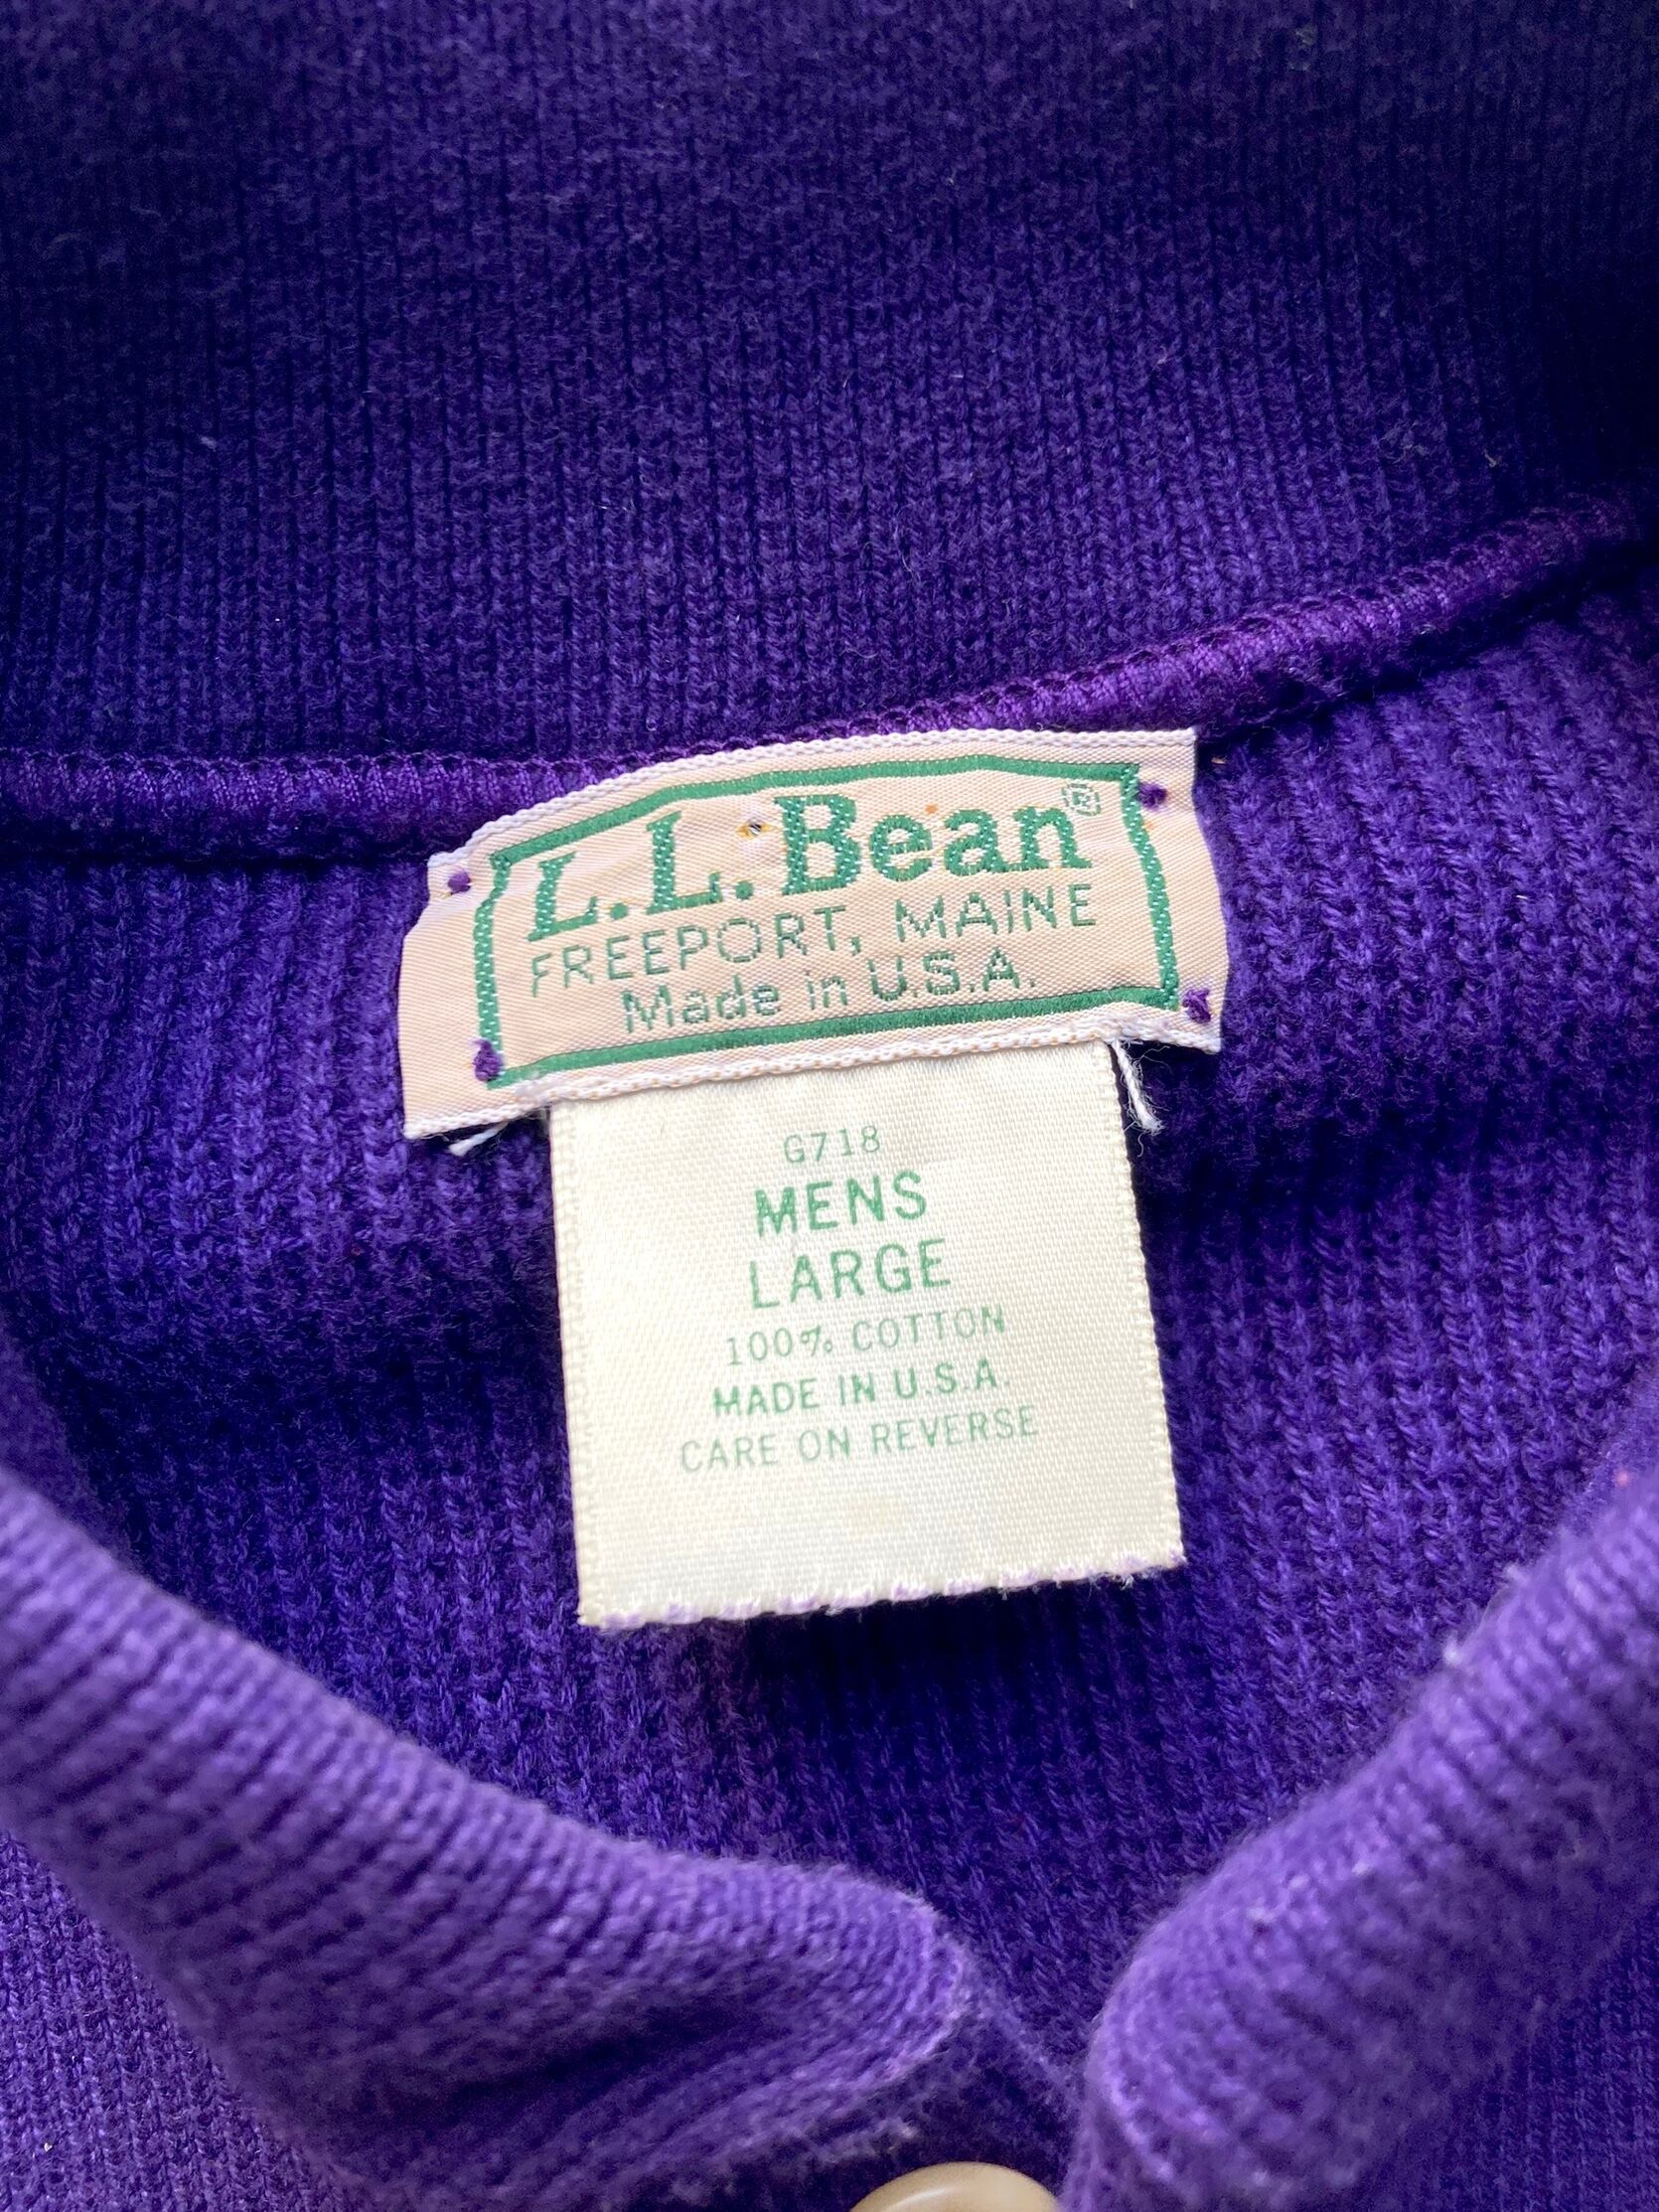 L.L.Bean®
FREEPORT, MAINE
Made in U.S.A.
G718
MENS
LARGE
100% COTTON
MADE IN U.S.A.
CARE ON REVERSE